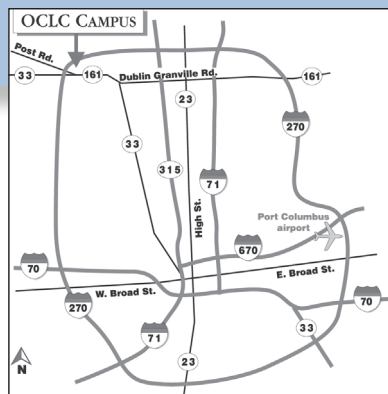 OCLC CAMPUS
Post Rd.
33
161
Dublin Granville Rd.
161
23
33
270
315
71
High St.
Port Columbus
airport
670
70
E. Broad St.
W. Broad St.
270
70
33
71
23
N